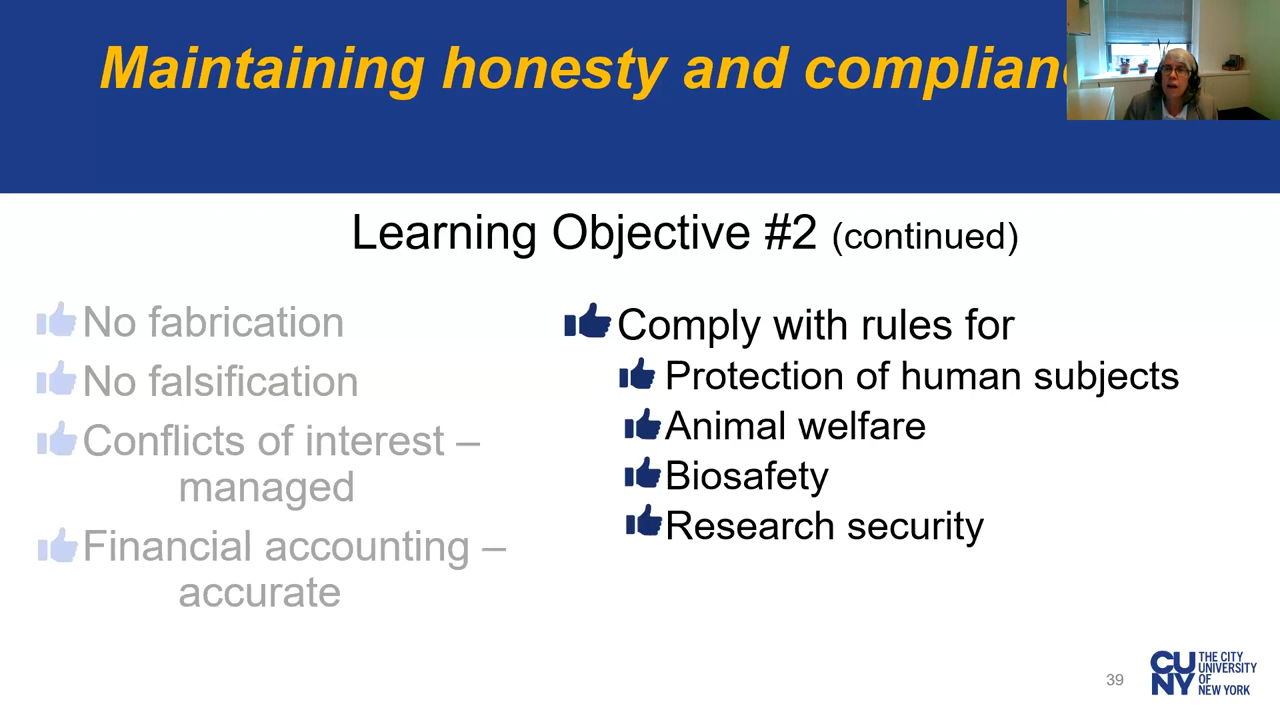 Maintaining honesty and
Learning Objective #2 (continued)
No fabrication
No falsification
Conflicts of interest –
managed
Financial accounting –
accurate
Comply with rules for
Protection of human subjects
Animal welfare
Biosafety
Research security
39
CU
NY
THE CITY
UNIVERSITY
OF
NEW YORK